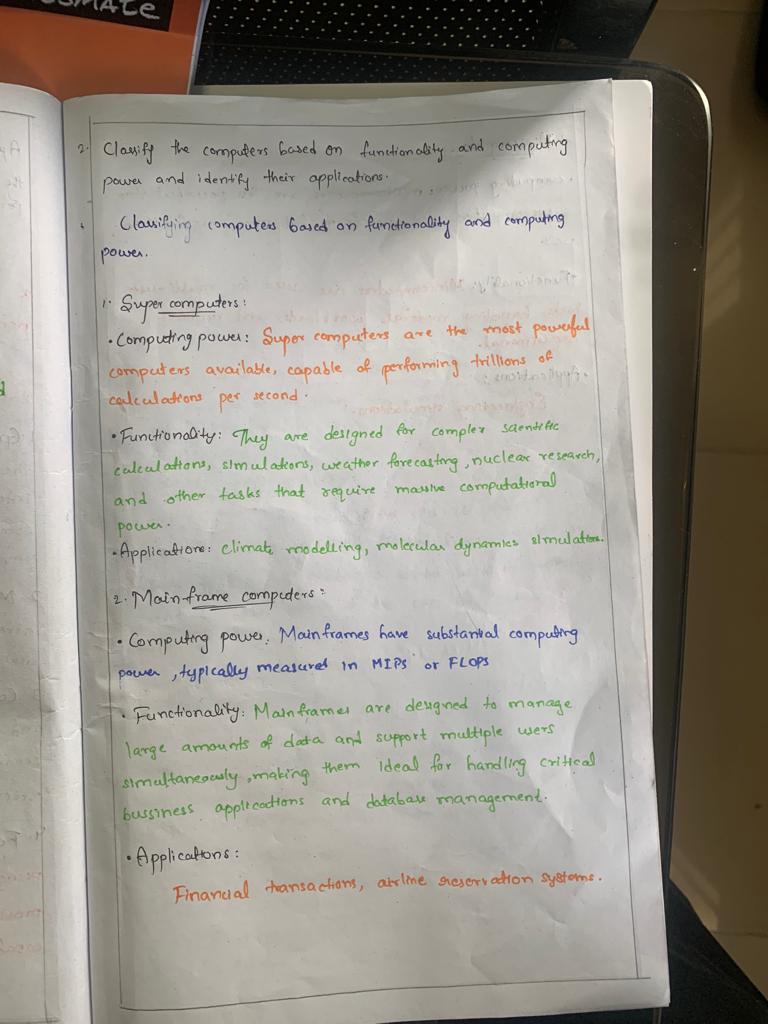 2. Classify the computers based on functionality and computing
power and identify their applications.
Classifying computers based on functionality and computing
power.
1. Super computers:
• Computing power: Super computers are the most powerful
computers available, capable of performing trillions of
calculations per second.
• Functionality: They are designed for complex scientific
calculations, simulations, weather forecasting, nuclear research,
and other tasks that require massive computational
power.
• Applications: climate modelling, molecular dynamics simulations.
2. Mainframe computers:
• Computing power: Mainframes have substantial computing
power, typically measured in MIPS or FLOPS
• Functionality: Mainframes are designed to manage
large amounts of data and support multiple users
simultaneously, making them ideal for handling critical
bussiness applications and database management.
• Applications:
Financial transactions, airline reservation systems.